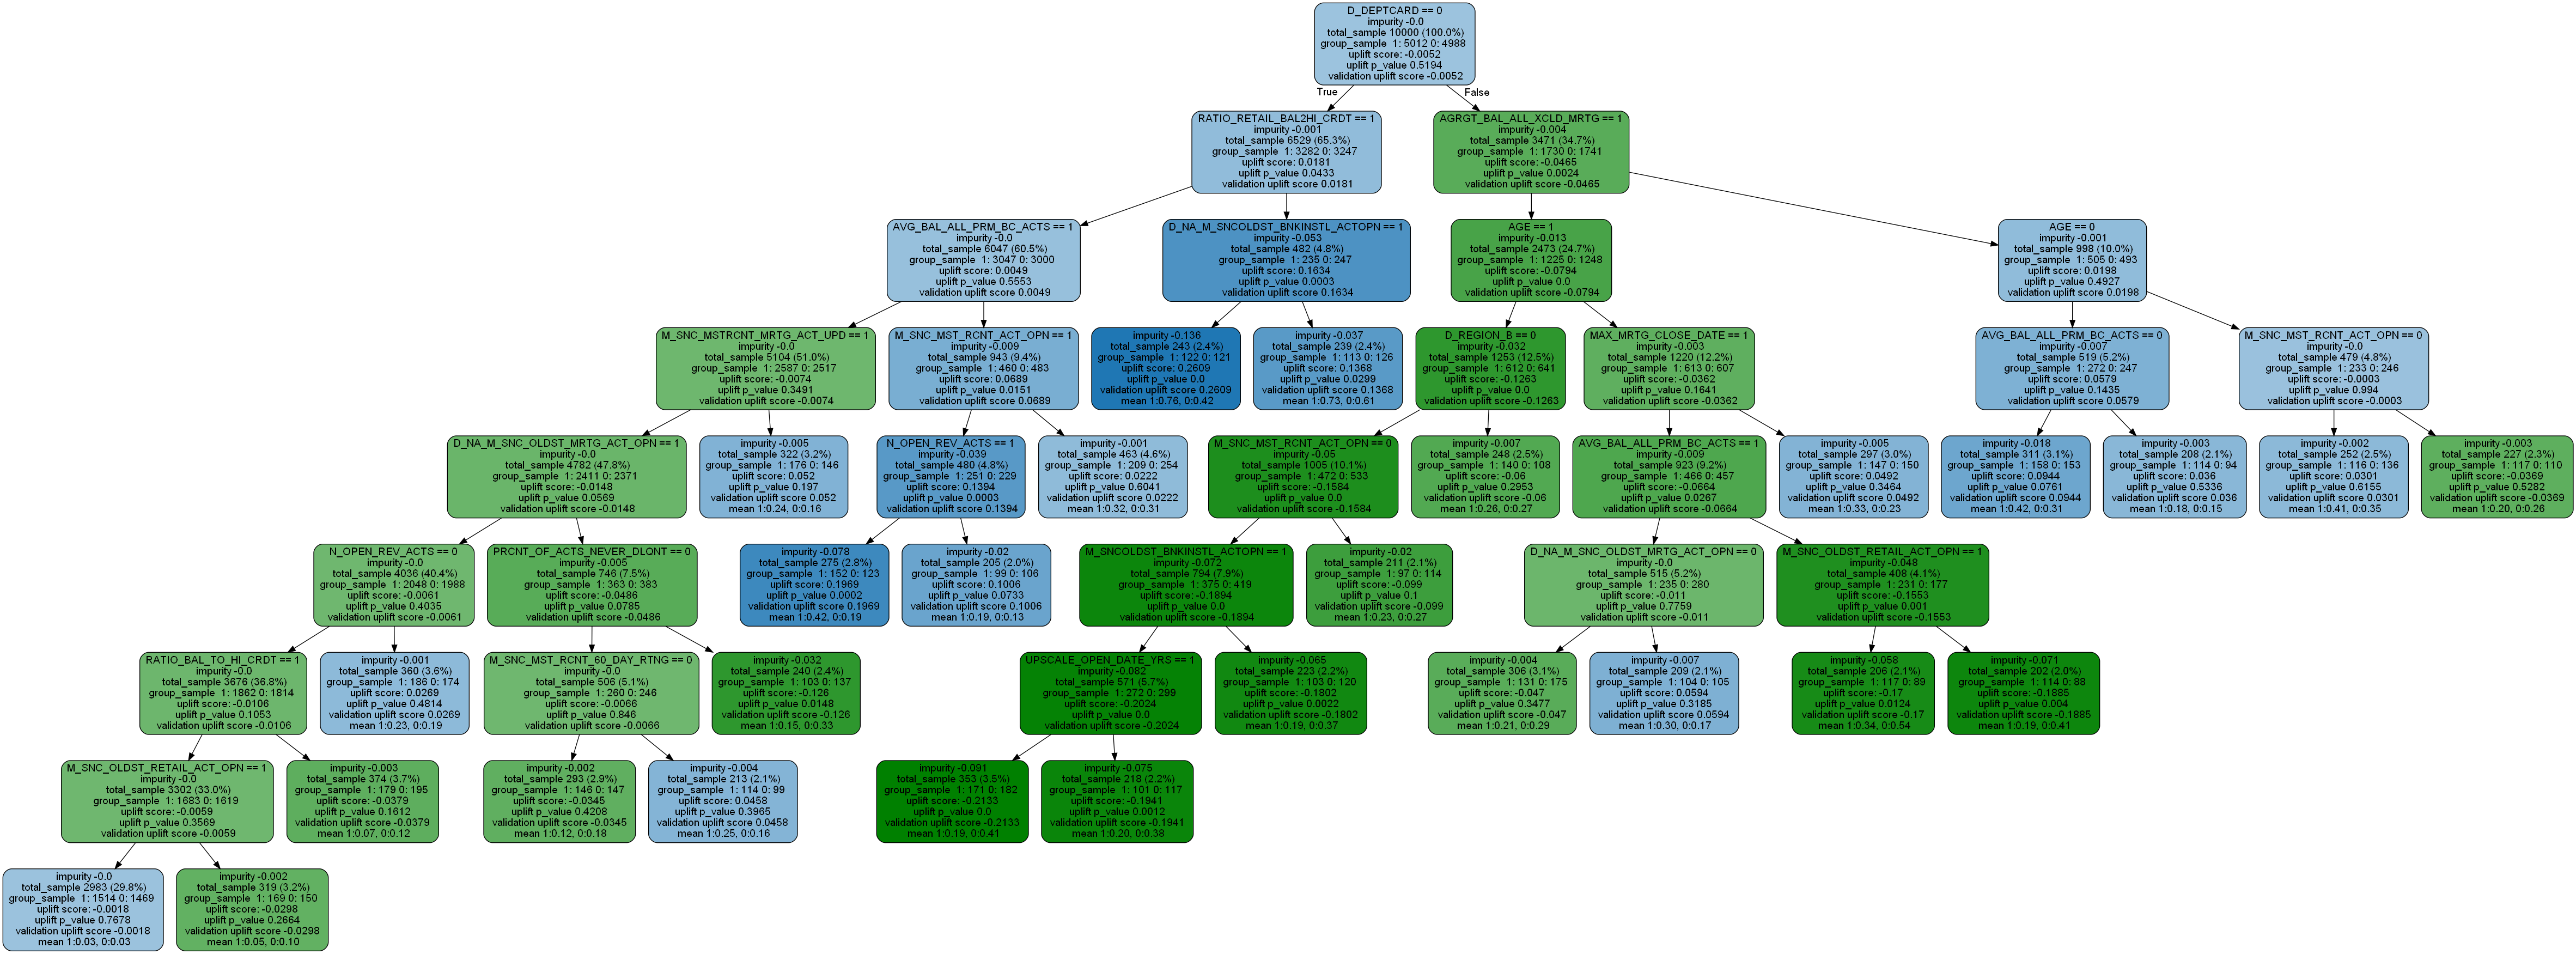 D_DEPTCARD == 0
impurity -0.0
total_sample 10000 (100.0%)
group_sample 1: 5012 0: 4988
uplift score: -0.0052
uplift p_value 0.5194
validation uplift score -0.0052
True
False
RATIO_RETAIL_BAL2HI_CRDT == 1
impurity -0.001
total_sample 6529 (65.3%)
group_sample 1: 3282 0: 3247
uplift score: 0.0181
uplift p_value 0.0433
validation uplift score 0.0181
AGRGT_BAL_ALL_XCLD_MRTG == 1
impurity -0.004
total_sample 3471 (34.7%)
group_sample 1: 1730 0: 1741
uplift score: -0.0465
uplift p_value 0.0024
validation uplift score -0.0465
AVG_BAL_ALL_PRM_BC_ACTS == 1
impurity -0.0
total_sample 6047 (60.5%)
group_sample 1: 3047 0: 3000
uplift score: 0.0049
uplift p_value 0.5553
validation uplift score 0.0049
D_NA_M_SNCOLDST_BNKINSTL_ACTOPN == 1
impurity -0.053
total_sample 482 (4.8%)
group_sample 1: 235 0: 247
uplift score: 0.1634
uplift p_value 0.0003
validation uplift score 0.1634
AGE == 1
impurity -0.013
total_sample 2473 (24.7%)
group_sample 1: 1225 0: 1248
uplift score: -0.0794
uplift p_value 0.0
validation uplift score -0.0794
AGE == 0
impurity -0.001
total_sample 998 (10.0%)
group_sample 1: 505 0: 493
uplift score: 0.0198
uplift p_value 0.4927
validation uplift score 0.0198
M_SNC_MSTRCNT_MRTG_ACT_UPD == 1
impurity -0.0
total_sample 5104 (51.0%)
group_sample 1: 2587 0: 2517
uplift score: -0.0074
uplift p_value 0.3491
validation uplift score -0.0074
M_SNC_MST_RCNT_ACT_OPN == 1
impurity -0.009
total_sample 943 (9.4%)
group_sample 1: 460 0: 483
uplift score: 0.0689
uplift p_value 0.0151
validation uplift score 0.0689
impurity -0.136
total_sample 243 (2.4%)
group_sample 1: 122 0: 121
uplift score: 0.2609
uplift p_value 0.0
validation uplift score 0.2609
mean 1:0.76, 0:0.42
impurity -0.037
total_sample 239 (2.4%)
group_sample 1: 113 0: 126
uplift score: 0.1368
uplift p_value 0.0299
validation uplift score 0.1368
mean 1:0.73, 0:0.61
D_REGION_B == 0
impurity -0.032
total_sample 1253 (12.5%)
group_sample 1: 612 0: 641
uplift score: -0.1263
uplift p_value 0.0
validation uplift score -0.1263
MAX_MRTG_CLOSE_DATE == 1
impurity -0.003
total_sample 1220 (12.2%)
group_sample 1: 613 0: 607
uplift score: -0.0362
uplift p_value 0.1641
validation uplift score -0.0362
AVG_BAL_ALL_PRM_BC_ACTS == 0
impurity -0.007
total_sample 519 (5.2%)
group_sample 1: 272 0: 247
uplift score: 0.0579
uplift p_value 0.1435
validation uplift score 0.0579
M_SNC_MST_RCNT_ACT_OPN == 0
impurity -0.0
total_sample 479 (4.8%)
group_sample 1: 233 0: 246
uplift score: -0.0003
uplift p_value 0.994
validation uplift score -0.0003
D_NA_M_SNC_OLDST_MRTG_ACT_OPN == 1
impurity -0.0
total_sample 4782 (47.8%)
group_sample 1: 2411 0: 2371
uplift score: -0.0148
uplift p_value 0.0569
validation uplift score -0.0148
impurity -0.005
total_sample 322 (3.2%)
group_sample 1: 176 0: 146
uplift score: 0.052
uplift p_value 0.197
validation uplift score 0.052
mean 1:0.24, 0:0.16
N_OPEN_REV_ACTS == 1
impurity -0.039
total_sample 480 (4.8%)
group_sample 1: 251 0: 229
uplift score: 0.1394
uplift p_value 0.0003
validation uplift score 0.1394
impurity -0.001
total_sample 463 (4.6%)
group_sample 1: 209 0: 254
uplift score: 0.0222
uplift p_value 0.6041
validation uplift score 0.0222
mean 1:0.32, 0:0.31
M_SNC_MST_RCNT_ACT_OPN == 0
impurity -0.05
total_sample 1005 (10.1%)
group_sample 1: 472 0: 533
uplift score: -0.1584
uplift p_value 0.0
validation uplift score -0.1584
impurity -0.007
total_sample 248 (2.5%)
group_sample 1: 140 0: 108
uplift score: -0.06
uplift p_value 0.2953
validation uplift score -0.06
mean 1:0.26, 0:0.27
AVG_BAL_ALL_PRM_BC_ACTS == 1
impurity -0.009
total_sample 923 (9.2%)
group_sample 1: 466 0: 457
uplift score: -0.0664
uplift p_value 0.0267
validation uplift score -0.0664
impurity -0.005
total_sample 297 (3.0%)
group_sample 1: 147 0: 150
uplift score: 0.0492
uplift p_value 0.3464
validation uplift score 0.0492
mean 1:0.33, 0:0.23
impurity -0.018
total_sample 311 (3.1%)
group_sample 1: 158 0: 153
uplift score: 0.0944
uplift p_value 0.0761
validation uplift score 0.0944
mean 1:0.42, 0:0.31
impurity -0.003
total_sample 208 (2.1%)
group_sample 1: 114 0: 94
uplift score: 0.036
uplift p_value 0.5336
validation uplift score 0.036
mean 1:0.18, 0:0.15
impurity -0.002
total_sample 252 (2.5%)
group_sample 1: 116 0: 136
uplift score: 0.0301
uplift p_value 0.6155
validation uplift score 0.0301
mean 1:0.41, 0:0.35
impurity -0.003
total_sample 227 (2.3%)
group_sample 1: 117 0: 110
uplift score: -0.0369
uplift p_value 0.5282
validation uplift score -0.0369
mean 1:0.20, 0:0.26
N_OPEN_REV_ACTS == 0
impurity -0.0
total_sample 4036 (40.4%)
group_sample 1: 2048 0: 1988
uplift score: -0.0061
uplift p_value 0.4035
validation uplift score -0.0061
PRCNT_OF_ACTS_NEVER_DLQNT == 0
impurity -0.005
total_sample 746 (7.5%)
group_sample 1: 363 0: 383
uplift score: -0.0486
uplift p_value 0.0785
validation uplift score -0.0486
impurity -0.078
total_sample 275 (2.8%)
group_sample 1: 152 0: 123
uplift score: 0.1969
uplift p_value 0.0002
validation uplift score 0.1969
mean 1:0.42, 0:0.19
impurity -0.02
total_sample 205 (2.0%)
group_sample 1: 99 0: 106
uplift score: 0.1006
uplift p_value 0.0733
validation uplift score 0.1006
mean 1:0.19, 0:0.13
M_SNCOLDST_BNKINSTL_ACTOPN == 1
impurity -0.072
total_sample 794 (7.9%)
group_sample 1: 375 0: 419
uplift score: -0.1894
uplift p_value 0.0
validation uplift score -0.1894
impurity -0.02
total_sample 211 (2.1%)
group_sample 1: 97 0: 114
uplift score: -0.099
uplift p_value 0.1
validation uplift score -0.099
mean 1:0.23, 0:0.27
D_NA_M_SNC_OLDST_MRTG_ACT_OPN == 0
impurity -0.0
total_sample 515 (5.2%)
group_sample 1: 235 0: 280
uplift score: -0.011
uplift p_value 0.7759
validation uplift score -0.011
M_SNC_OLDST_RETAIL_ACT_OPN == 1
impurity -0.048
total_sample 408 (4.1%)
group_sample 1: 231 0: 177
uplift score: -0.1553
uplift p_value 0.001
validation uplift score -0.1553
RATIO_BAL_TO_HI_CRDT == 1
impurity -0.0
total_sample 3676 (36.8%)
group_sample 1: 1862 0: 1814
uplift score: -0.0106
uplift p_value 0.1053
validation uplift score -0.0106
impurity -0.001
total_sample 360 (3.6%)
group_sample 1: 186 0: 174
uplift score: 0.0269
uplift p_value 0.4814
validation uplift score 0.0269
mean 1:0.23, 0:0.19
M_SNC_MST_RCNT_60_DAY_RTNG == 0
impurity -0.0
total_sample 506 (5.1%)
group_sample 1: 260 0: 246
uplift score: -0.0066
uplift p_value 0.846
validation uplift score -0.0066
impurity -0.032
total_sample 240 (2.4%)
group_sample 1: 103 0: 137
uplift score: -0.126
uplift p_value 0.0148
validation uplift score -0.126
mean 1:0.15, 0:0.33
UPSCALE_OPEN_DATE_YRS == 1
impurity -0.082
total_sample 571 (5.7%)
group_sample 1: 272 0: 299
uplift score: -0.2024
uplift p_value 0.0
validation uplift score -0.2024
impurity -0.065
total_sample 223 (2.2%)
group_sample 1: 103 0: 120
uplift score: -0.1802
uplift p_value 0.0022
validation uplift score -0.1802
mean 1:0.19, 0:0.37
impurity -0.004
total_sample 306 (3.1%)
group_sample 1: 131 0: 175
uplift score: -0.047
uplift p_value 0.3477
validation uplift score -0.047
mean 1:0.21, 0:0.29
impurity -0.007
total_sample 209 (2.1%)
group_sample 1: 104 0: 105
uplift score: 0.0594
uplift p_value 0.3185
validation uplift score 0.0594
mean 1:0.30, 0:0.17
impurity -0.058
total_sample 206 (2.1%)
group_sample 1: 117 0: 89
uplift score: -0.17
uplift p_value 0.0124
validation uplift score -0.17
mean 1:0.34, 0:0.54
impurity -0.071
total_sample 202 (2.0%)
group_sample 1: 114 0: 88
uplift score: -0.1885
uplift p_value 0.004
validation uplift score -0.1885
mean 1:0.19, 0:0.41
M_SNC_OLDST_RETAIL_ACT_OPN == 1
impurity -0.0
total_sample 3302 (33.0%)
group_sample 1: 1683 0: 1619
uplift score: -0.0059
uplift p_value 0.3569
validation uplift score -0.0059
impurity -0.003
total_sample 374 (3.7%)
group_sample 1: 179 0: 195
uplift score: -0.0379
uplift p_value 0.1612
validation uplift score -0.0379
mean 1:0.07, 0:0.12
impurity -0.002
total_sample 293 (2.9%)
group_sample 1: 146 0: 147
uplift score: -0.0345
uplift p_value 0.4208
validation uplift score -0.0345
mean 1:0.12, 0:0.18
impurity -0.004
total_sample 213 (2.1%)
group_sample 1: 114 0: 99
uplift score: 0.0458
uplift p_value 0.3965
validation uplift score 0.0458
mean 1:0.25, 0:0.16
impurity -0.091
total_sample 353 (3.5%)
group_sample 1: 171 0: 182
uplift score: -0.2133
uplift p_value 0.0
validation uplift score -0.2133
mean 1:0.19, 0:0.41
impurity -0.075
total_sample 218 (2.2%)
group_sample 1: 101 0: 117
uplift score: -0.1941
uplift p_value 0.0012
validation uplift score -0.1941
mean 1:0.20, 0:0.38
impurity -0.0
total_sample 2983 (29.8%)
group_sample 1: 1514 0: 1469
uplift score: -0.0018
uplift p_value 0.7678
validation uplift score -0.0018
mean 1:0.03, 0:0.03
impurity -0.002
total_sample 319 (3.2%)
group_sample 1: 169 0: 150
uplift score: -0.0298
uplift p_value 0.2664
validation uplift score -0.0298
mean 1:0.05, 0:0.10